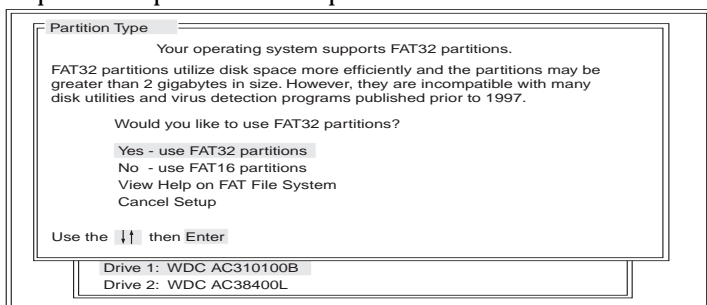 Partition Type
Your operating system supports FAT32 partitions.
FAT32 partitions utilize disk space more efficiently and the partitions may be
greater than 2 gigabytes in size. However, they are incompatible with many
disk utilities and virus detection programs published prior to 1997.
Would you like to use FAT32 partitions?
Yes - use FAT32 partitions
No - use FAT16 partitions
View Help on FAT File System
Cancel Setup
Use the ↓↑ then Enter
Drive 1: WDC AC310100B
Drive 2: WDC AC38400L